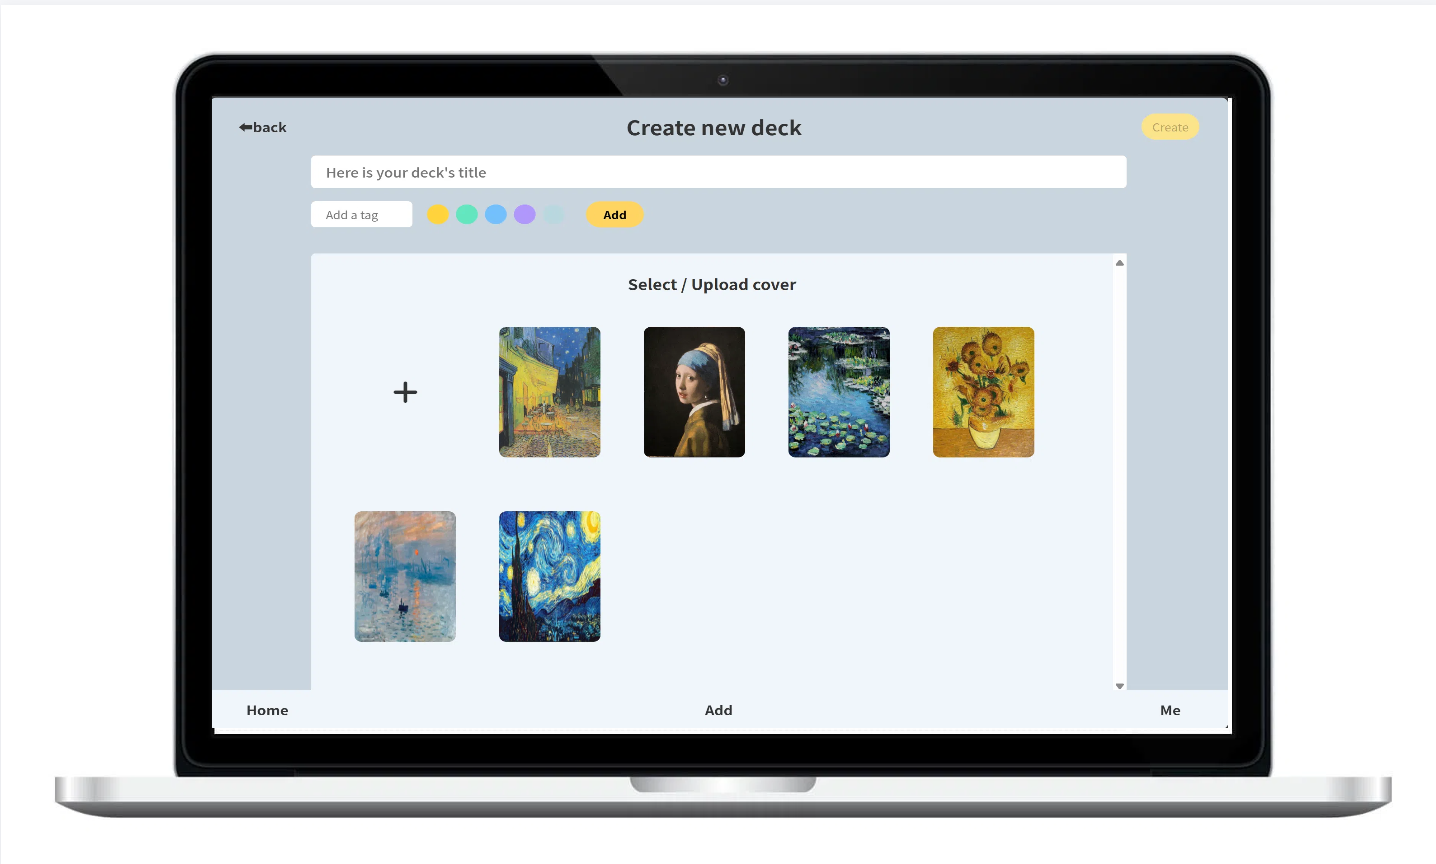 ⬅back
Create new deck
Create
Here is your deck's title
Add a tag
Add
Select / Upload cover
+
Home
Add
Me